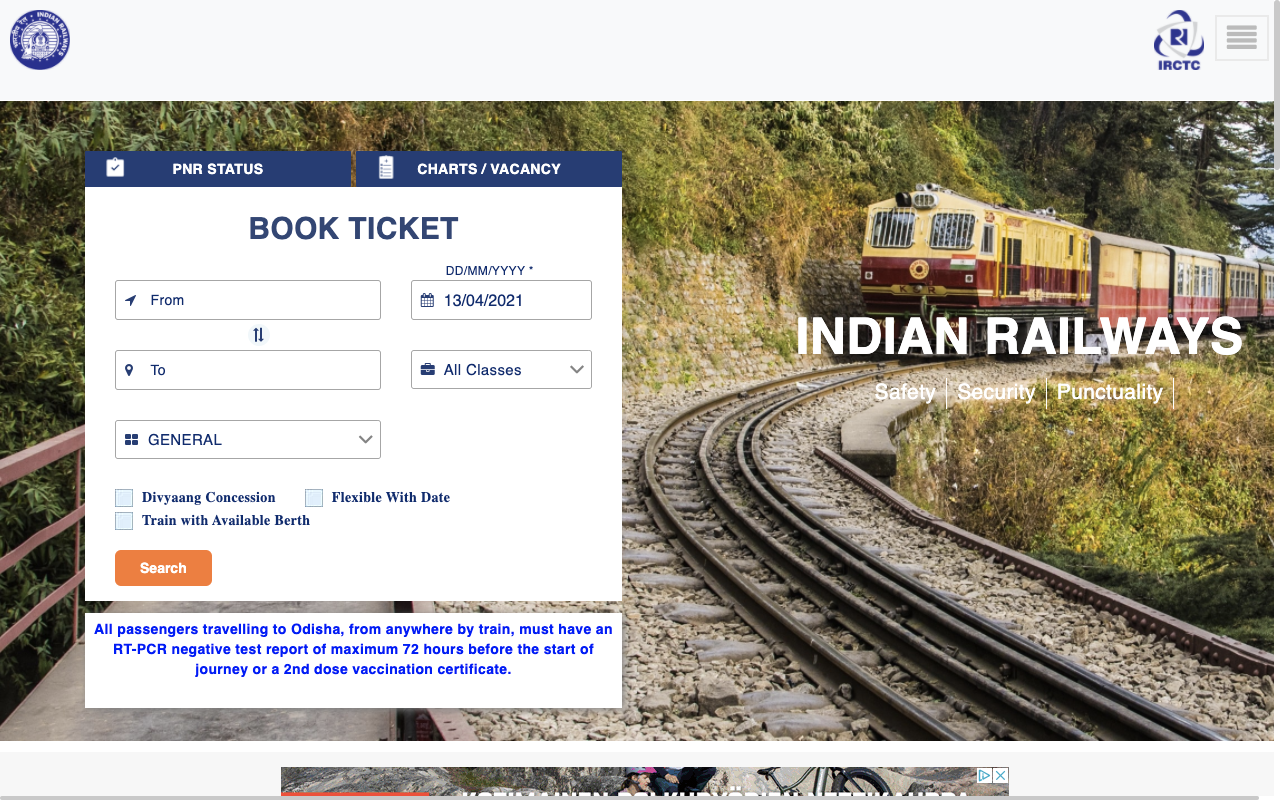 INDIAN RAILWAYS
IRCTC
PNR STATUS
CHARTS / VACANCY
BOOK TICKET
DD/MM/YYYY *
From
13/04/2021
To
All Classes
GENERAL
Divyaang Concession
Flexible With Date
Train with Available Berth
Search
All passengers travelling to Odisha, from anywhere by train, must have an
RT-PCR negative test report of maximum 72 hours before the start of
journey or a 2nd dose vaccination certificate.
INDIAN RAILWAYS
Safety
Security
Punctuality